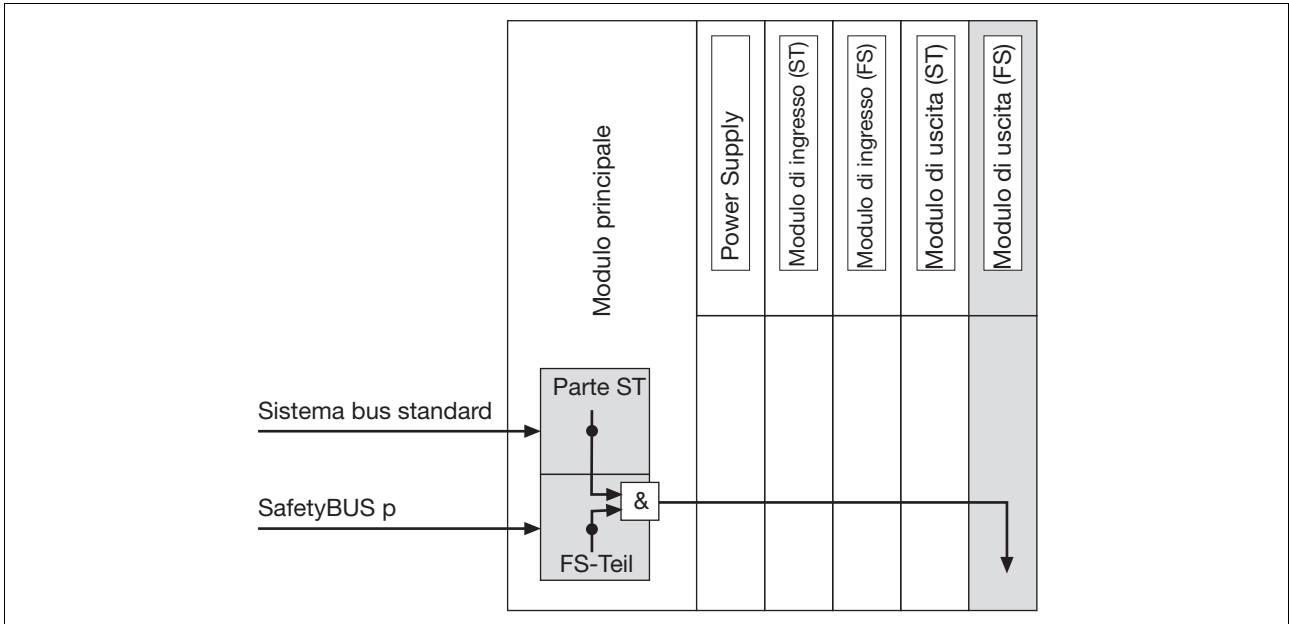 Modulo principale
Power Supply
Modulo di ingresso (ST)
Modulo di ingresso (FS)
Modulo di uscita (ST)
Modulo di uscita (FS)
Parte ST
Sistema bus standard
&
SafetyBUS p
FS-Teil